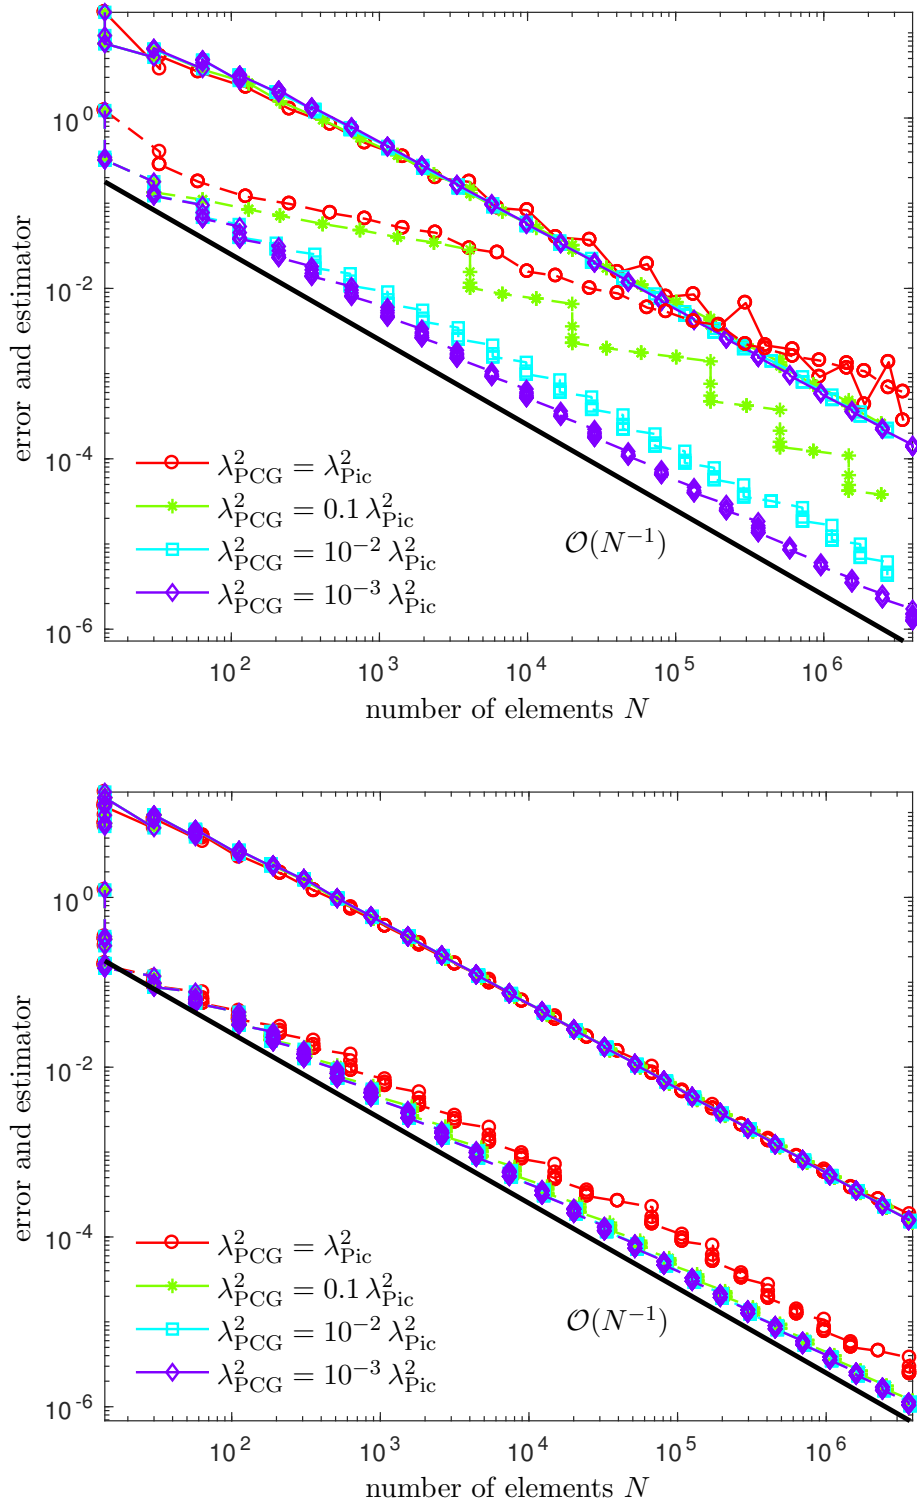 10^0
10^{-2}
10^{-4}
10^{-6}
error and estimator
λ²_PCG = λ²_Pic
λ²_PCG = 0.1 λ²_Pic
λ²_PCG = 10^{-2} λ²_Pic
λ²_PCG = 10^{-3} λ²_Pic
𝒪(N^{-1})
10^2 10^3 10^4 10^5 10^6
number of elements N
10^0
10^{-2}
10^{-4}
10^{-6}
error and estimator
λ²_PCG = λ²_Pic
λ²_PCG = 0.1 λ²_Pic
λ²_PCG = 10^{-2} λ²_Pic
λ²_PCG = 10^{-3} λ²_Pic
𝒪(N^{-1})
10^2 10^3 10^4 10^5 10^6
number of elements N